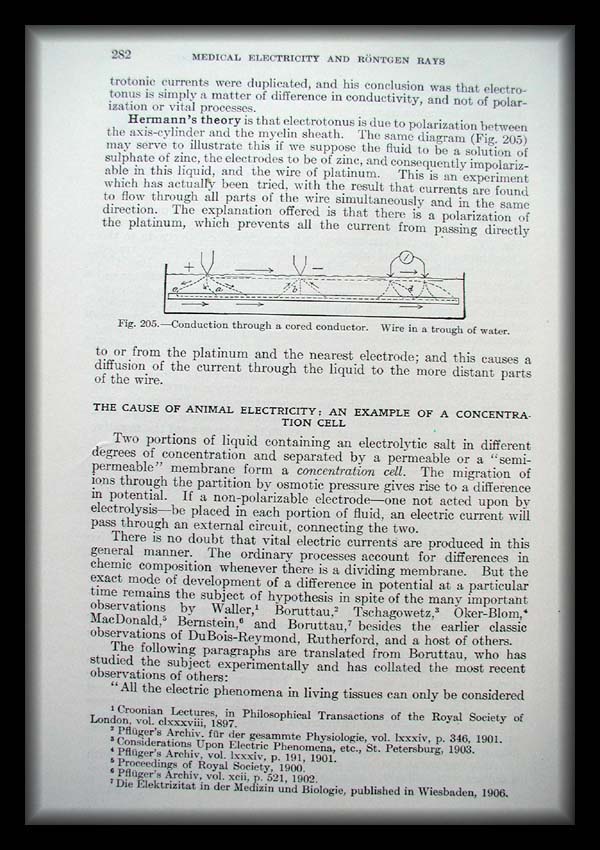 282
MEDICAL ELECTRICITY AND RÖNTGEN RAYS
trotonic currents were duplicated, and his conclusion was that electro-
tonus is simply a matter of difference in conductivity, and not of polar-
ization or vital processes.
Hermann's theory is that electrotonus is due to polarization between
the axis-cylinder and the myelin sheath. The same diagram (Fig. 205)
may serve to illustrate this if we suppose the fluid to be a solution of
sulphate of zinc, the electrodes to be of zinc, and consequently impolariz-
able in this liquid, and the wire of platinum. This is an experiment
which has actually been tried, with the result that currents are found
to flow through all parts of the wire simultaneously and in the same
direction. The explanation offered is that there is a polarization of
the platinum, which prevents all the current from passing directly
+ −
c a b d
Fig. 205.—Conduction through a cored conductor. Wire in a trough of water.
to or from the platinum and the nearest electrode; and this causes a
diffusion of the current through the liquid to the more distant parts
of the wire.
THE CAUSE OF ANIMAL ELECTRICITY; AN EXAMPLE OF A CONCENTRA-
TION CELL
Two portions of liquid containing an electrolytic salt in different
degrees of concentration and separated by a permeable or a "semi-
permeable" membrane form a concentration cell. The migration of
ions through the partition by osmotic pressure gives rise to a difference
in potential. If a non-polarizable electrode—one not acted upon by
electrolysis—be placed in each portion of fluid, an electric current will
pass through an external circuit, connecting the two.
There is no doubt that vital electric currents are produced in this
general manner. The ordinary processes account for differences in
chemic composition whenever there is a dividing membrane. But the
exact mode of development of a difference in potential at a particular
time remains the subject of hypothesis in spite of the many important
observations by Waller,¹ Boruttau,² Tschagowetz,³ Oker-Blom,⁴
MacDonald,⁵ Bernstein,⁶ and Boruttau,⁷ besides the earlier classic
observations of DuBois-Reymond, Rutherford, and a host of others.
The following paragraphs are translated from Boruttau, who has
studied the subject experimentally and has collated the most recent
observations of others:
"All the electric phenomena in living tissues can only be considered
¹ Croonian Lectures, in Philosophical Transactions of the Royal Society of
London, vol. clxxxviii, 1897.
² Pflüger's Archiv. für der gesammte Physiologie, vol. lxxxiv, p. 346, 1901.
³ Considerations Upon Electric Phenomena, etc., St. Petersburg, 1903.
⁴ Pflüger's Archiv, vol. lxxxiv, p. 191, 1901.
⁵ Proceedings of Royal Society, 1900.
⁶ Pflüger's Archiv, vol. xcii, p. 521, 1902.
⁷ Die Elektrizitat in der Medizin und Biologie, published in Wiesbaden, 1906.